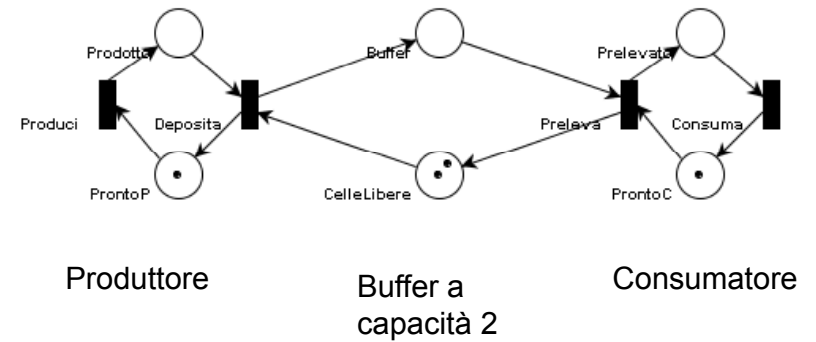 Prodotto
Buffer
Prelevato
Produci
Deposita
Preleva
Consuma
ProntoP
CelleLibere
ProntoC
Produttore
Buffer a
capacità 2
Consumatore